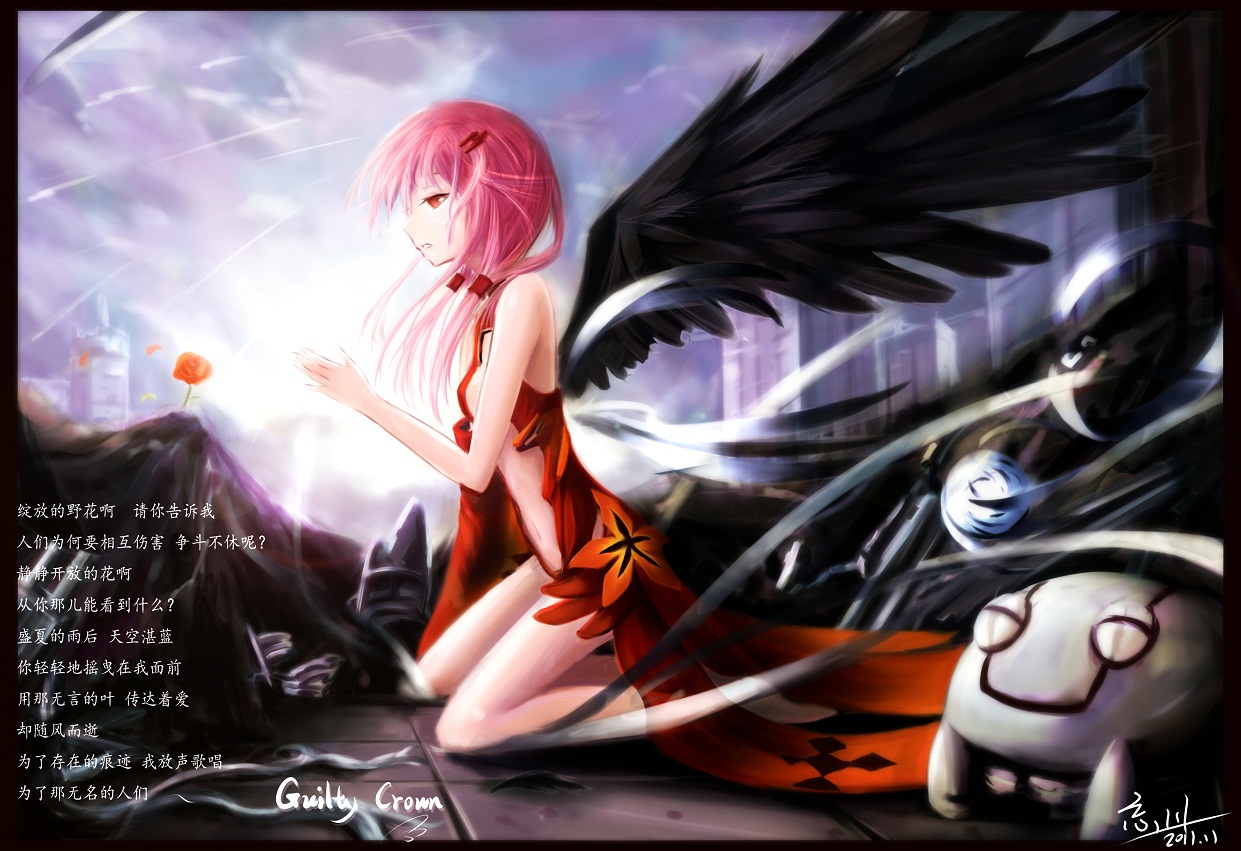 绽放的野花啊 请你告诉我
人们为何要相互伤害 争斗不休呢?
静静开放的花啊
从你那儿能看到什么?
盛夏的雨后 天空湛蓝
你轻轻地摇曳在我面前
用那无言的叶 传达着爱
却随风而逝
为了存在的痕迹 我放声歌唱
为了那无名的人们
Guilty Crown
忘川
2011.11